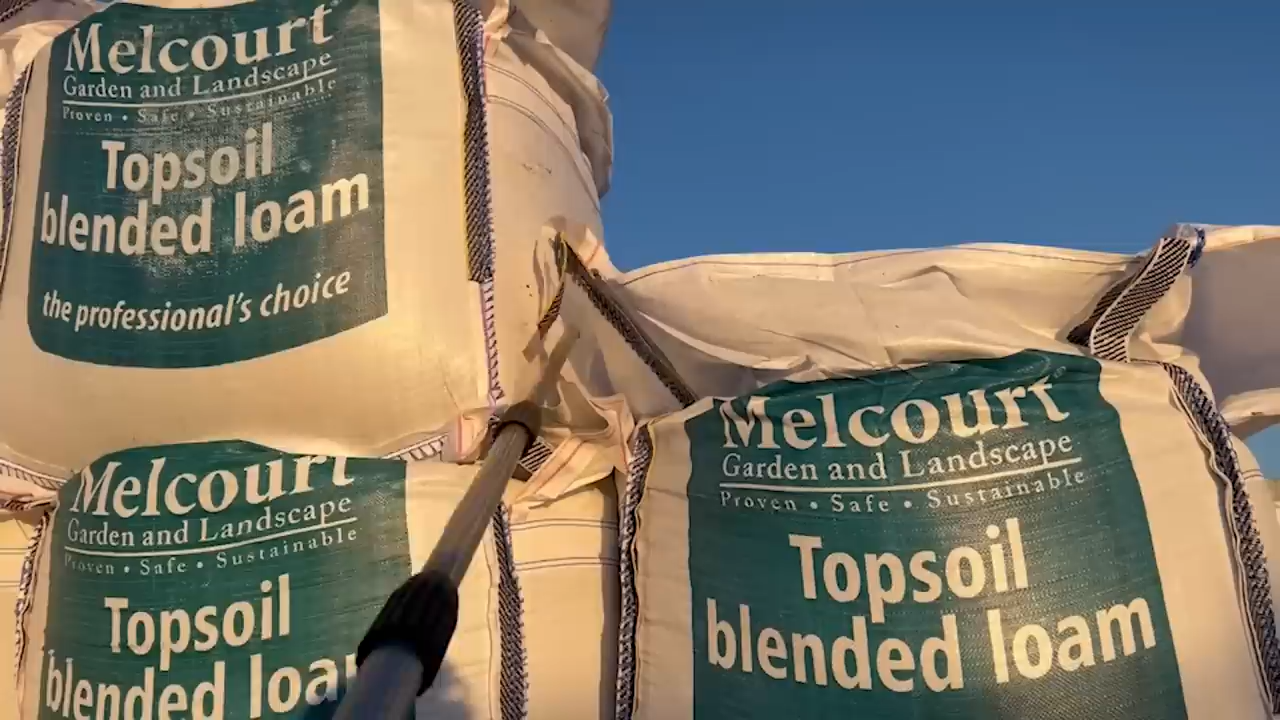 Melcourt
Garden and Landscape
Proven • Safe • Sustainable
Topsoil
blended loam
the professional's choice
Melcourt
Garden and Landscape
Proven • Safe • Sustainable
Topsoil
blended loam
Melcourt
Garden and Landscape
Proven • Safe • Sustainable
Topsoil
blended loa